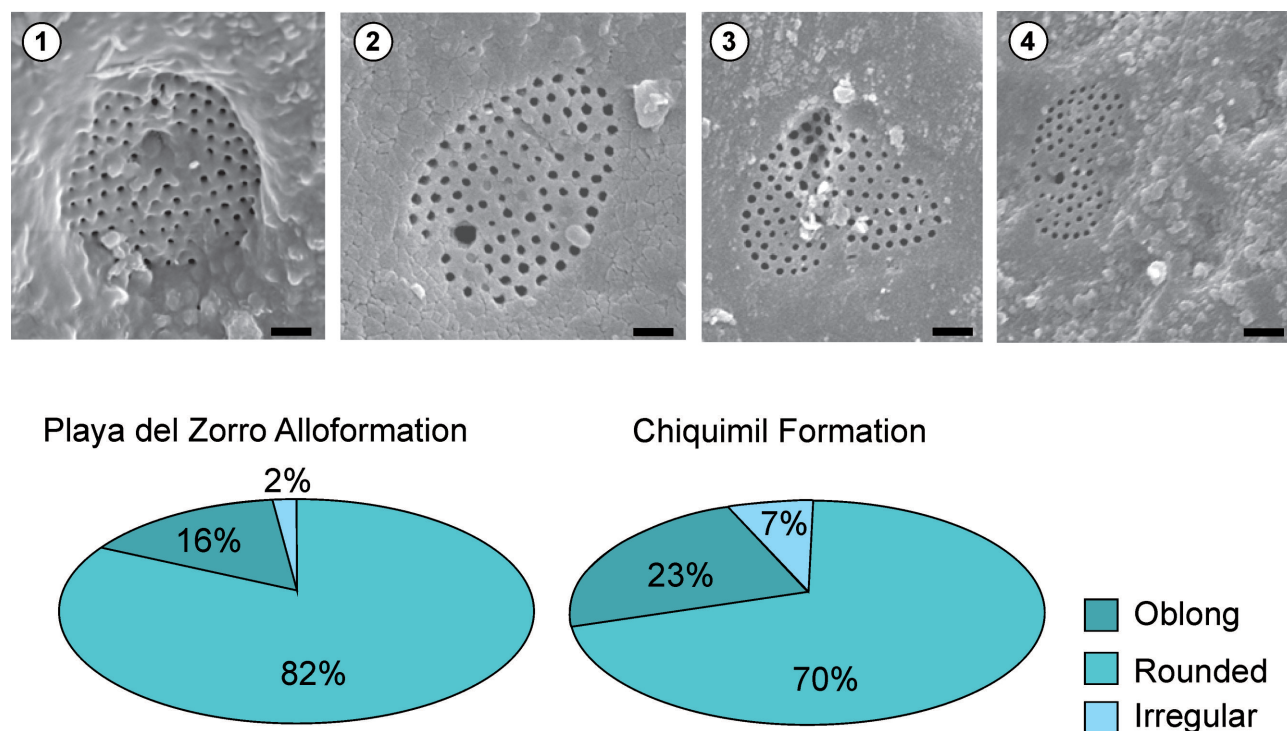 1
2
3
4
Playa del Zorro Alloformation
Chiquimil Formation
2%
16%
82%
7%
23%
70%
Oblong
Rounded
Irregular